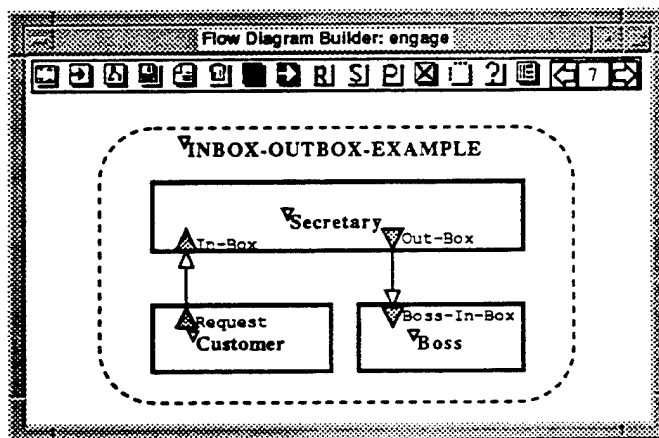 Flow Diagram Builder: engage
R S P ? 7
INBOX-OUTBOX-EXAMPLE
Secretary
In-Box Out-Box
Request Boss-In-Box
Customer Boss